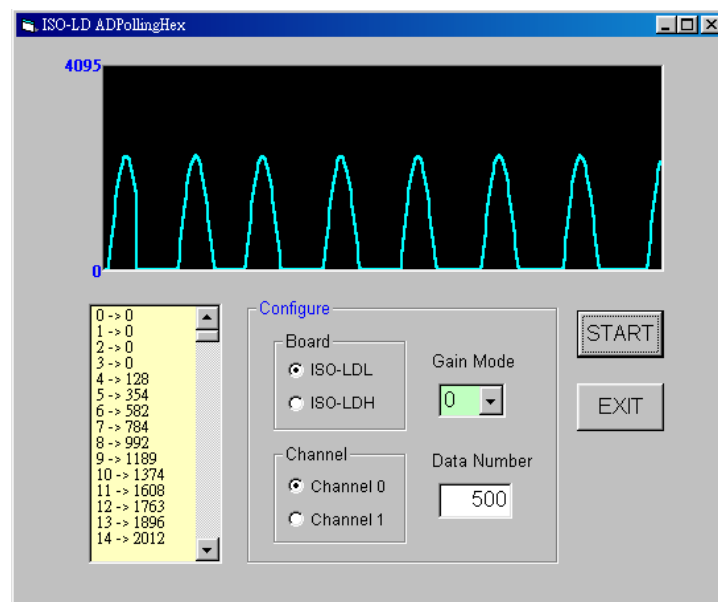 ISO-LD ADPollingHex
4095
0
0 -> 0
1 -> 0
2 -> 0
3 -> 0
4 -> 128
5 -> 354
6 -> 582
7 -> 784
8 -> 992
9 -> 1189
10 -> 1374
11 -> 1608
12 -> 1763
13 -> 1896
14 -> 2012
Configure
Board
ISO-LDL
ISO-LDH
Gain Mode
0
Channel
Channel 0
Channel 1
Data Number
500
START
EXIT